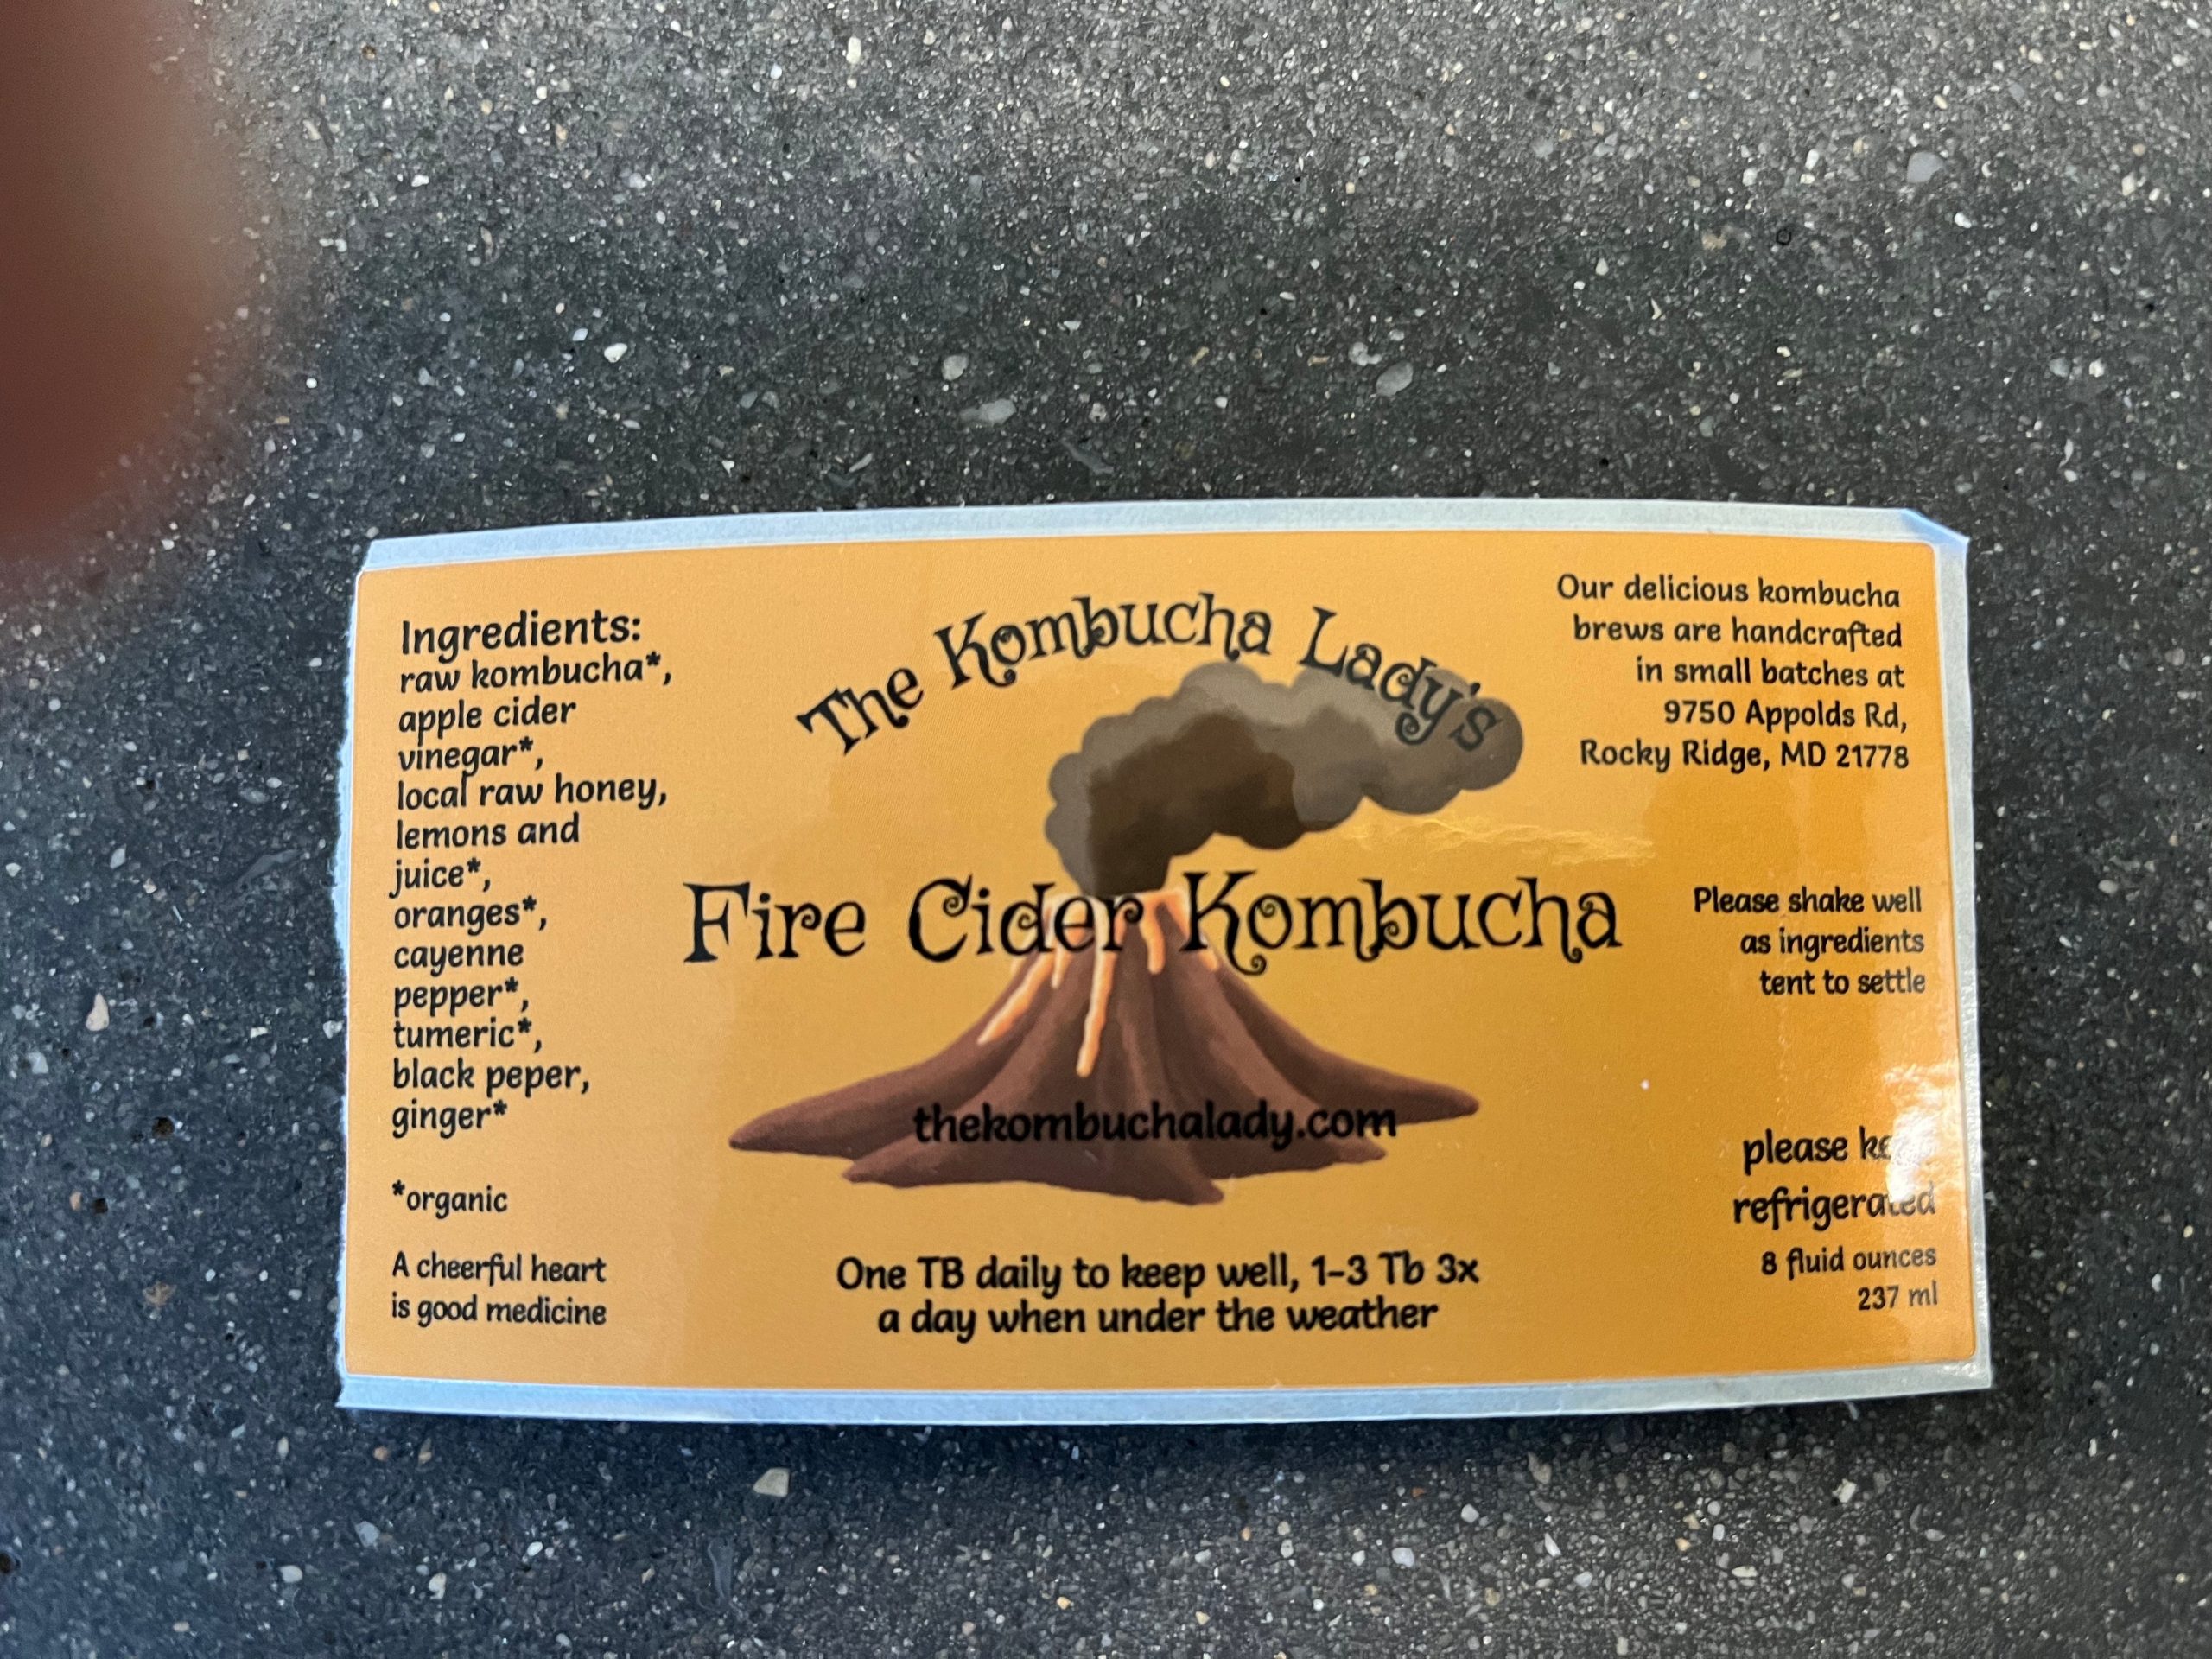 Ingredients:
raw kombucha*,
apple cider
vinegar*,
local raw honey,
lemons and
juice*,
oranges*,
cayenne
pepper*,
tumeric*,
black peper,
ginger*
*organic
A cheerful heart
is good medicine
The Kombucha Lady's
Fire Cider Kombucha
thekombuchalady.com
One TB daily to keep well, 1-3 Tb 3x
a day when under the weather
Our delicious kombucha
brews are handcrafted
in small batches at
9750 Appolds Rd,
Rocky Ridge, MD 21778
Please shake well
as ingredients
tent to settle
please keep
refrigerated
8 fluid ounces
237 ml